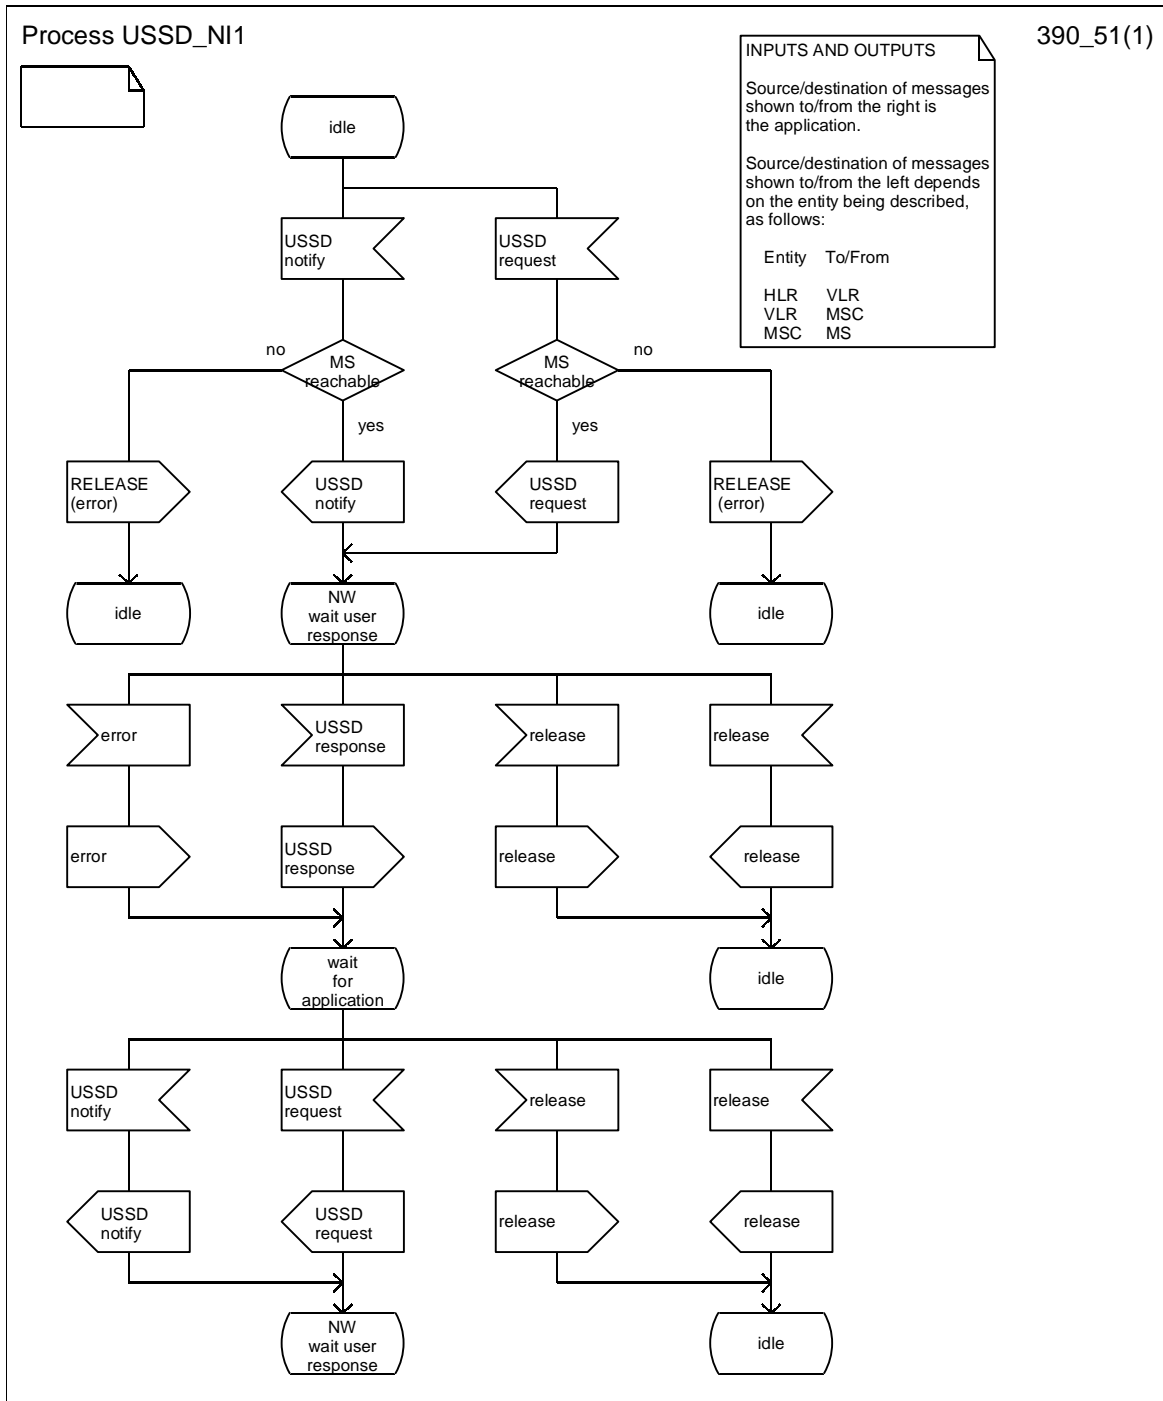 Process USSD_NI1
390_51(1)
INPUTS AND OUTPUTS
Source/destination of messages
shown to/from the right is
the application.
Source/destination of messages
shown to/from the left depends
on the entity being described,
as follows:
Entity To/From
HLR VLR
VLR MSC
MSC MS
idle
USSD
notify
USSD
request
no
MS
reachable
yes
MS
reachable
no
yes
RELEASE
(error)
USSD
notify
USSD
request
RELEASE
(error)
idle
NW
wait user
response
idle
error
USSD
response
release
release
error
USSD
response
release
release
wait
for
application
idle
USSD
notify
USSD
request
release
release
USSD
notify
USSD
request
release
release
NW
wait user
response
idle